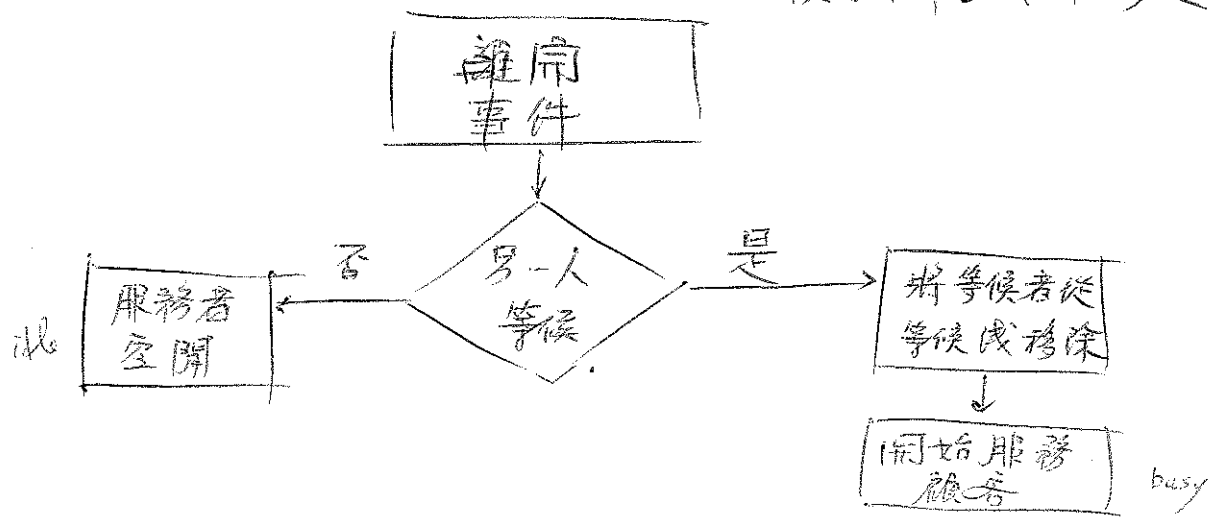 離開
事件
另一人
等候
否
是
服務者
空閒
idle
將等候者從
等候線移除
開始服務
顧客
busy